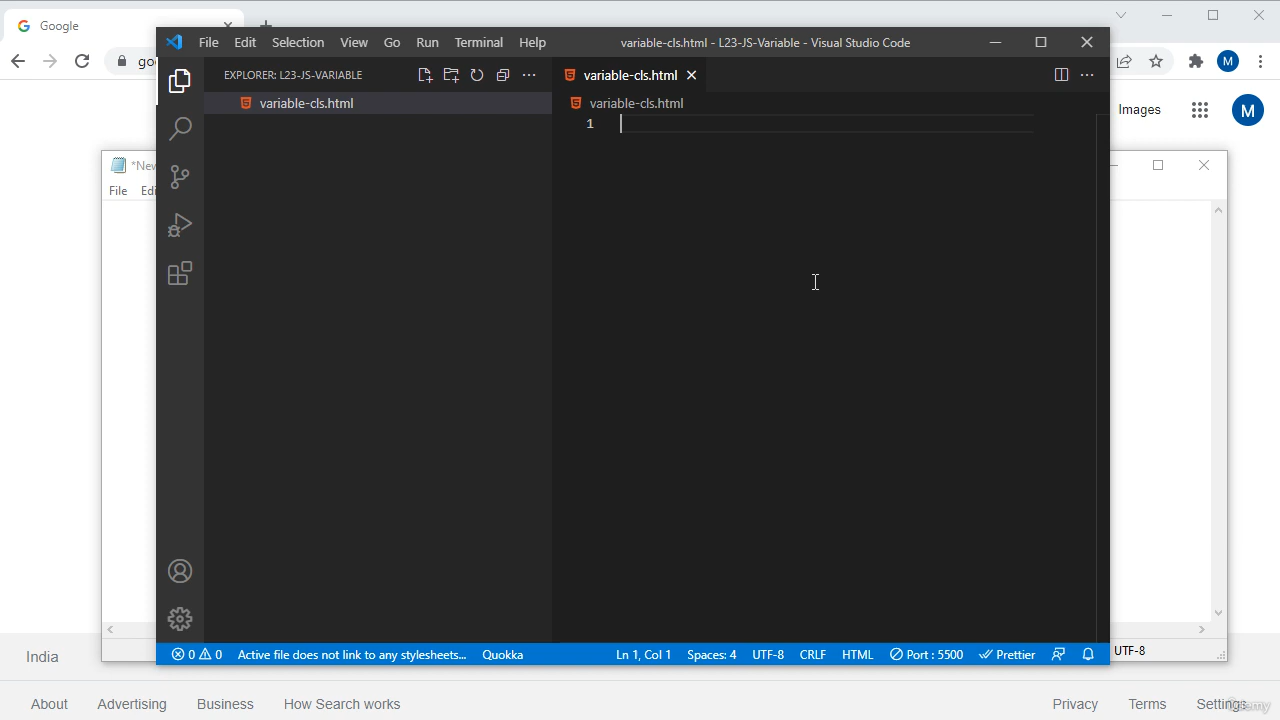 Google
File Edit Selection View Go Run Terminal Help
variable-cls.html - L23-JS-Variable - Visual Studio Code
EXPLORER: L23-JS-VARIABLE
variable-cls.html
variable-cls.html
variable-cls.html
1
Images
M
M
File
India
0 0 Active file does not link to any stylesheets... Quokka
Ln 1, Col 1 Spaces: 4 UTF-8 CRLF HTML Port : 5500 Prettier
UTF-8
About Advertising Business How Search works
Privacy Terms Settings